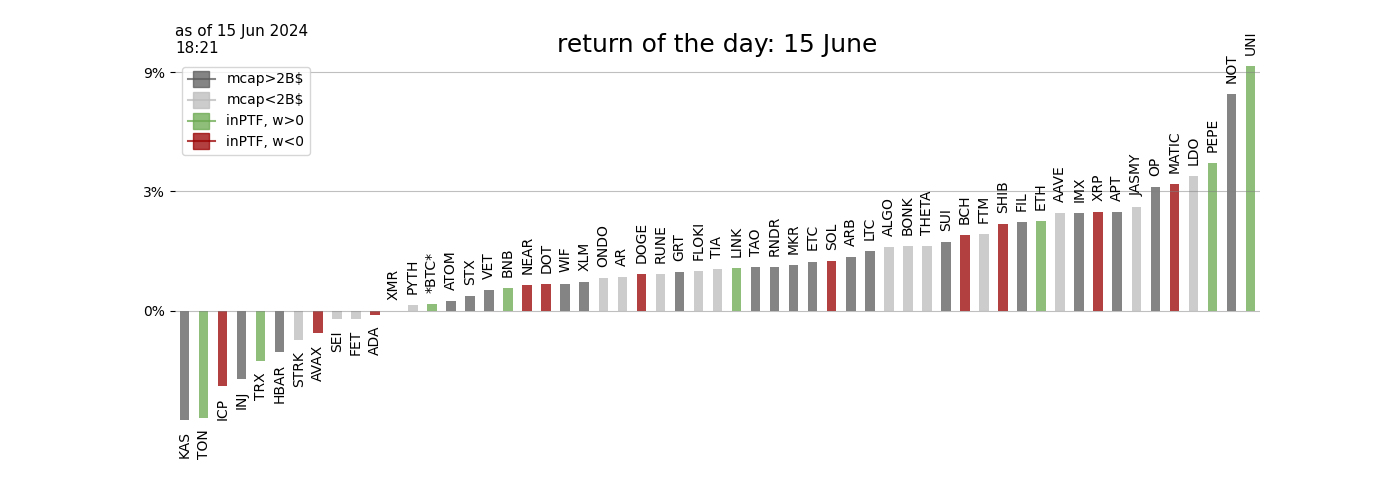 as of 15 Jun 2024
18:21
return of the day: 15 June
9%
3%
0%
mcap>2B$
mcap<2B$
inPTF, w>0
inPTF, w<0
KAS
TON
ICP
INJ
TRX
HBAR
STRK
AVAX
SEI
FET
ADA
XMR
PYTH
*BTC*
ATOM
STX
VET
BNB
NEAR
DOT
WIF
XLM
ONDO
AR
DOGE
RUNE
GRT
FLOKI
TIA
LINK
TAO
RNDR
MKR
ETC
SOL
ARB
LTC
ALGO
BONK
THETA
SUI
BCH
FTM
SHIB
FIL
ETH
AAVE
IMX
XRP
APT
JASMY
OP
MATIC
LDO
PEPE
NOT
UNI